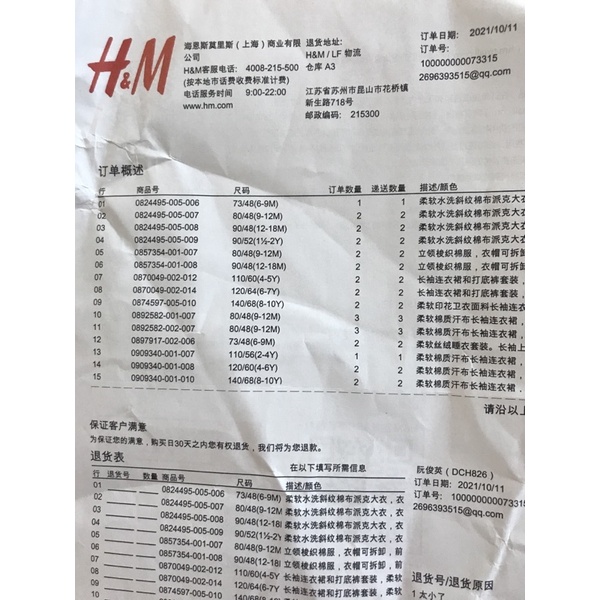 H&M
海恩斯莫里斯（上海）商业有限公司
H&M客服电话: 4008-215-500
(按本地市话费收费标准计费)
电话服务时间 9:00-22:00
www.hm.com
退货地址:
H&M / LF 物流
仓库 A3
江苏省苏州市昆山市花桥镇
新生路718号
邮政编码: 215300
订单日期: 2021/10/11
订单号:
100000000073315
2696393515@qq.com
订单概述
行 商品号 尺码 订单数量 递送数量 描述/颜色
01 0824495-005-006 73/48(6-9M) 1 1 柔软水洗斜纹棉布派克大衣
02 0824495-005-007 80/48(9-12M) 2 2 柔软水洗斜纹棉布派克大
03 0824495-005-008 90/48(12-18M) 2 2 柔软水洗斜纹棉布派克大
04 0824495-005-009 90/52(1½-2Y) 2 2 柔软水洗斜纹棉布派克大
05 0857354-001-007 80/48(9-12M) 2 2 立领梭织棉服，衣帽可拆卸
06 0857354-001-008 90/48(12-18M) 2 2 立领梭织棉服，衣帽可拆卸
07 0870049-002-012 110/60(4-5Y) 2 2 长袖连衣裙和打底裤套装，
08 0870049-002-014 120/64(6-7Y) 2 2 长袖连衣裙和打底裤套装，
09 0874597-005-010 140/68(8-10Y) 2 2 柔软印花卫衣面料长袖连衣
10 0892582-001-007 80/48(9-12M) 3 3 柔软棉质汗布长袖连衣裙，
11 0892582-002-007 80/48(9-12M) 3 3 柔软棉质汗布长袖连衣裙，
12 0897917-002-006 73/48(6-9M) 2 2 柔软丝绒睡衣套装。长袖上
13 0909340-001-007 110/56(2-4Y) 1 1 柔软棉质汗布长袖连衣裙，
14 0909340-001-008 120/60(4-6Y) 2 2 柔软棉质汗布长袖连衣裙，
15 0909340-001-010 140/68(8-10Y) 2 2 柔软棉质汗布长袖连衣裙，
请沿以上
保证客户满意
为保证您的满意，购买日30天之内您有权退货，我们将为您退款。
退货表 在以下填写所需信息
行 退货号 数量 商品号 尺码 描述/颜色
01 0824495-005-006 73/48(6-9M) 柔软水洗斜纹棉布派克大衣，衣
02 0824495-005-007 80/48(9-12M) 柔软水洗斜纹棉布派克大衣，衣
03 0824495-005-008 90/48(12-18M 柔软水洗斜纹棉布派克大衣，衣
04 0824495-005-009 90/52(1½-2Y) 柔软水洗斜纹棉布派克大衣，衣
05 0857354-001-007 80/48(9-12M) 立领梭织棉服，衣帽可拆卸，前
06 0857354-001-008 90/48(12-18M 立领梭织棉服，衣帽可拆卸，前
07 0870049-002-012 110/60(4-5Y) 长袖连衣裙和打底裤套装，柔软
08 0870049-002-014 120/64(6-7Y) 长袖连衣裙和打底裤套装，柔软
09 0874597-005-010 140/68(8-10Y
10
阮俊英（DCH826）
订单日期: 2021/10/11
订单号: 100000000073315
2696393515@qq.com
退货号/退货原因
1 太小了